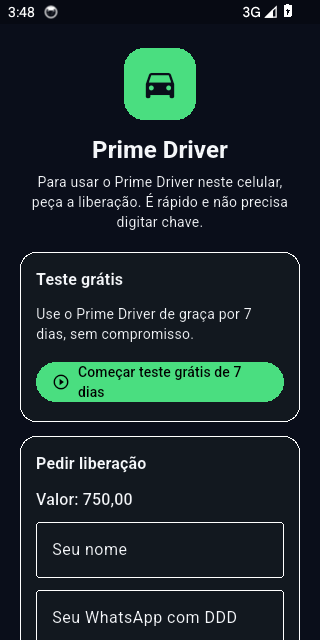 3:48
3G
Prime Driver
Para usar o Prime Driver neste celular,
peça a liberação. É rápido e não precisa
digitar chave.
Teste grátis
Use o Prime Driver de graça por 7
dias, sem compromisso.
Começar teste grátis de 7
dias
Pedir liberação
Valor: 750,00
Seu nome
Seu WhatsApp com DDD